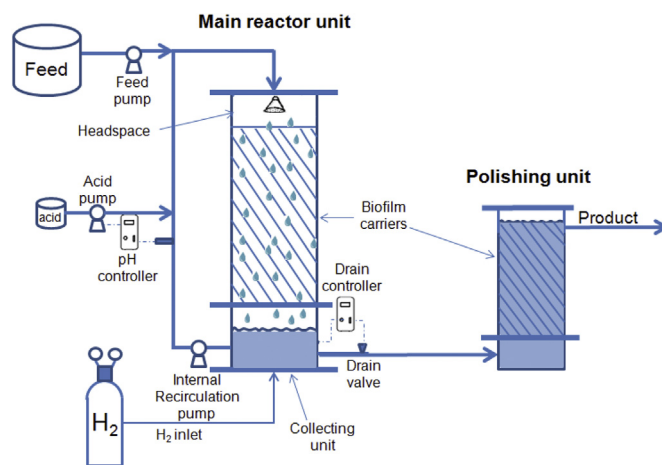 Main reactor unit
Feed
Feed
pump
Headspace
Acid
pump
acid
pH
controller
Polishing unit
Biofilm
carriers
Product
Drain
controller
Drain
valve
Internal
Recirculation
pump
H2
H2 inlet
Collecting
unit